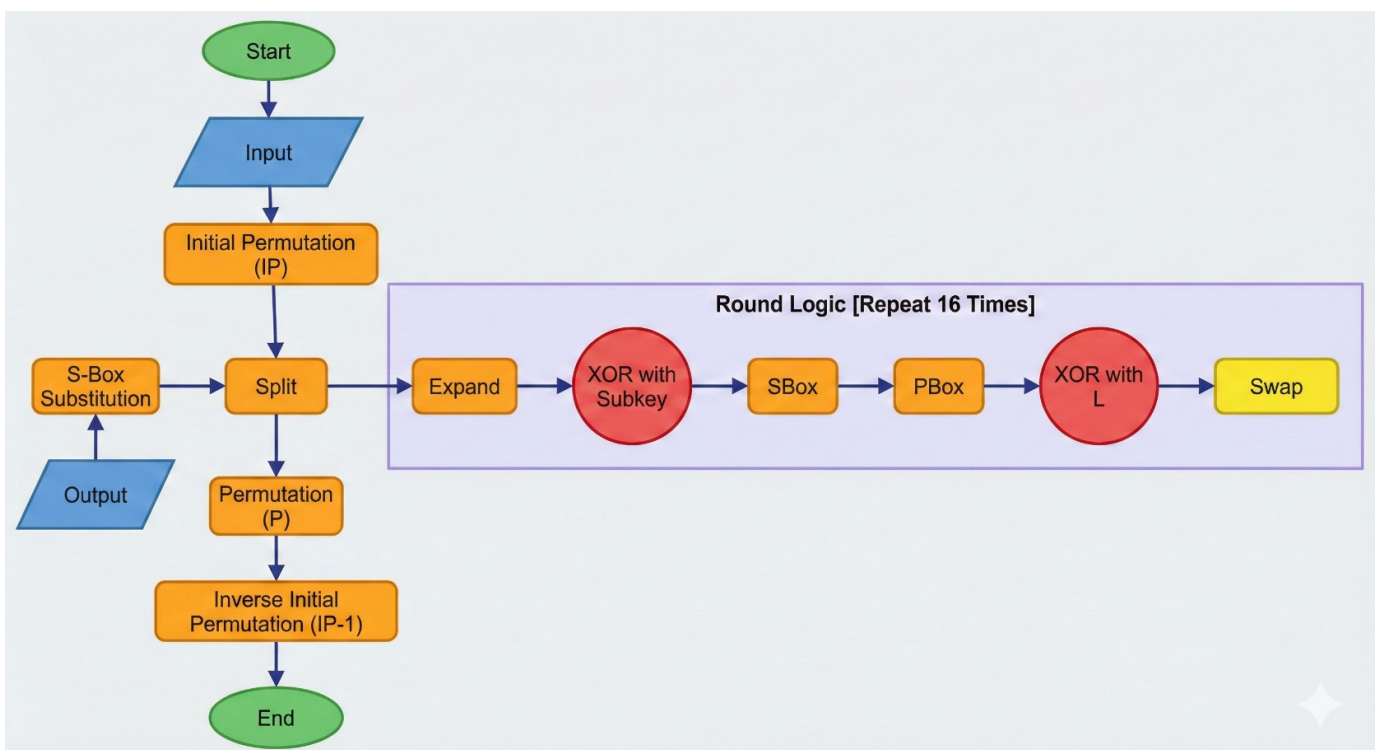 Start
Input
Initial Permutation
(IP)
Round Logic [Repeat 16 Times]
S-Box
Substitution
Split
Expand
XOR with
Subkey
SBox
PBox
XOR with
L
Swap
Output
Permutation
(P)
Inverse Initial
Permutation (IP-1)
End